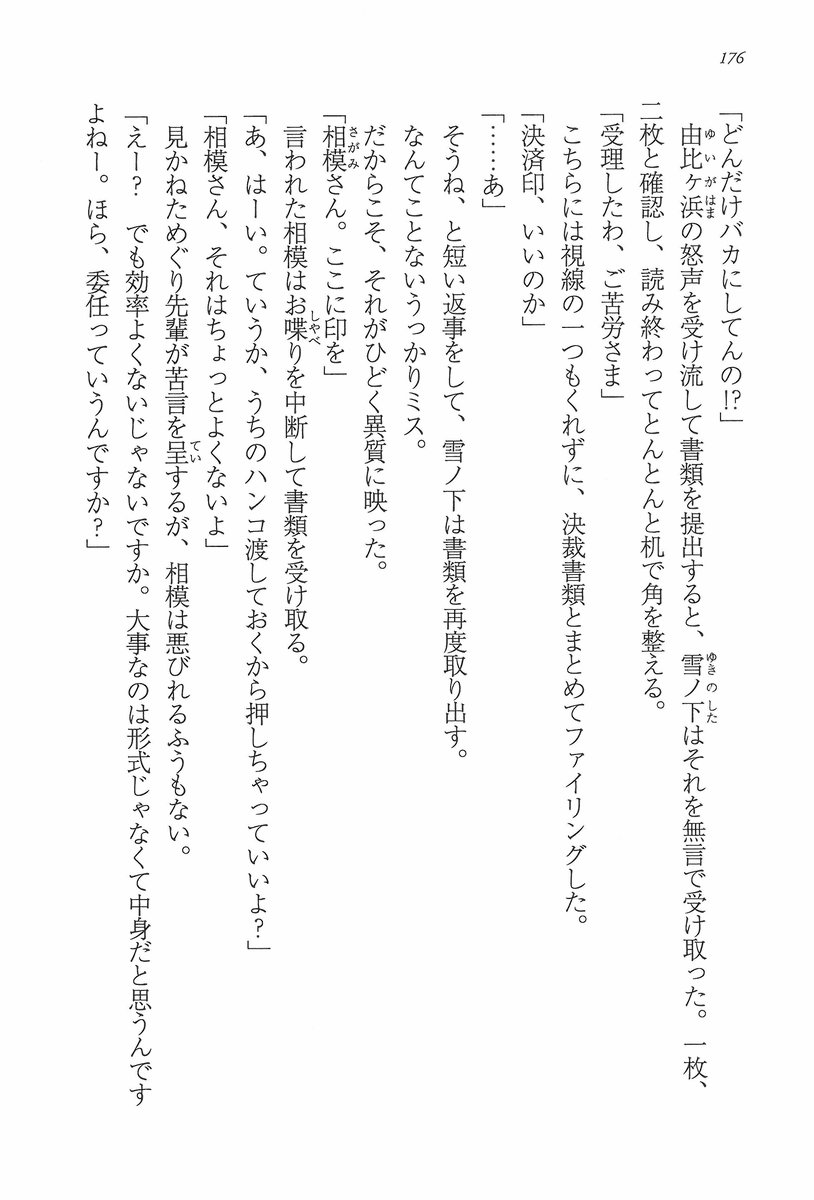 176
「どんだけバカにしてんの!?」
由比ヶ浜の怒声を受け流して書類を提出すると、雪ノ下はそれを無言で受け取った。一枚、
二枚と確認し、読み終わってとんとんと机で角を整える。
「受理したわ、ご苦労さま」
こちらには視線の一つもくれずに、決裁書類とまとめてファイリングした。
「決済印、いいのか」
「……あ」
そうね、と短い返事をして、雪ノ下は書類を再度取り出す。
なんてことないうっかりミス。
だからこそ、それがひどく異質に映った。
「相模さん。ここに印を」
言われた相模はお喋りを中断して書類を受け取る。
「あ、はーい。ていうか、うちのハンコ渡しておくから押しちゃっていいよ?」
「相模さん、それはちょっとよくないよ」
見かねためぐり先輩が苦言を呈するが、相模は悪びれるふうもない。
「えー? でも効率よくないじゃないですか。大事なのは形式じゃなくて中身だと思うんです
よねー。ほら、委任っていうんですか?」